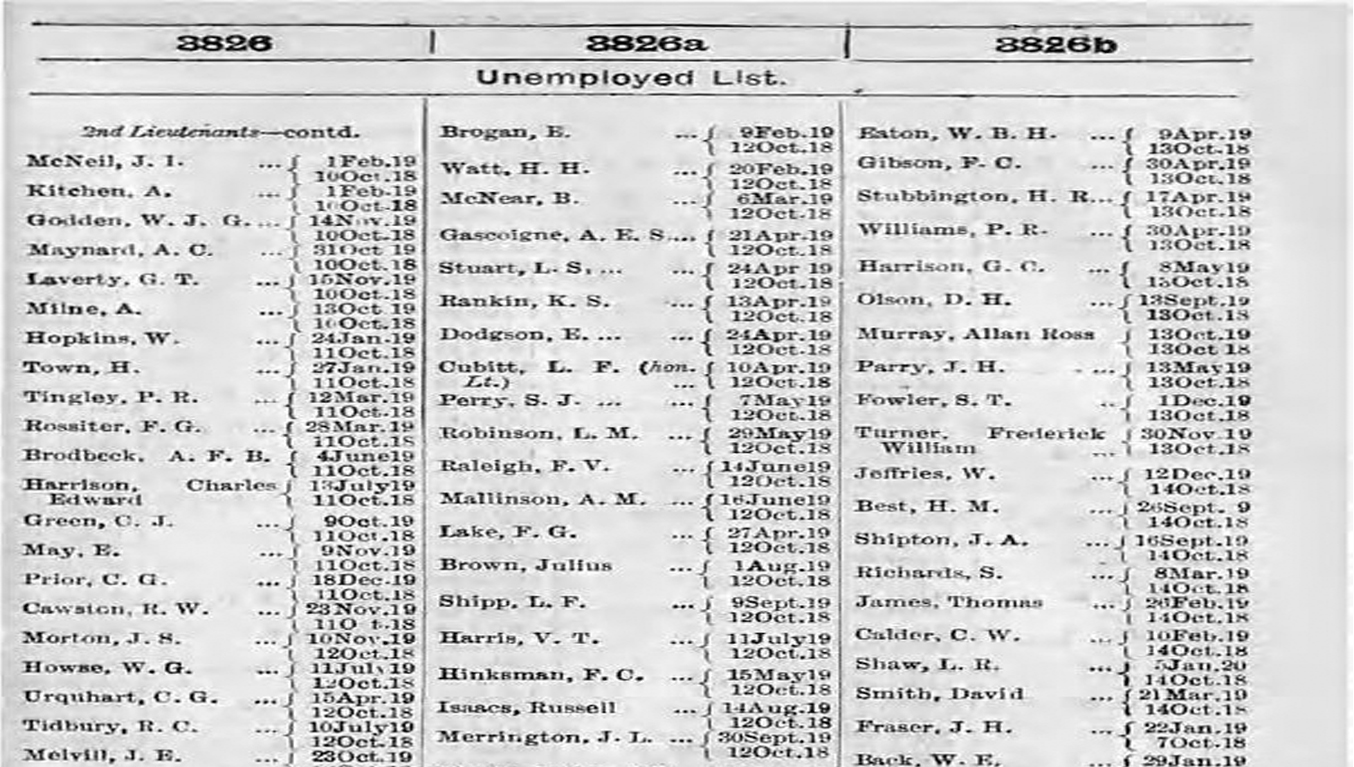 3826
3826a
3826b
Unemployed List.
2nd Lieutenants—contd.
McNeil, J. I. ... { 1Feb.19
10Oct.18
Kitchen, A. ... { 1Feb.19
10Oct.18
Godden, W. J. G.... { 14Nov.19
10Oct.18
Maynard, A. C. ... { 31Oct 19
10Oct.18
Laverty, G. T. ... { 15Nov.19
10Oct.18
Milne, A. ... { 13Oct 19
10Oct.18
Hopkins, W. ... { 24Jan.19
11Oct.18
Town, H. ... { 27Jan.19
11Oct.18
Tingley, P. R. ... { 12Mar.19
11Oct.18
Rossiter, F. G. ... { 28Mar.19
11Oct.18
Brodbeck, A. F. B. { 4June19
11Oct.18
Harrison, Charles { 13July19
Edward 11Oct.18
Green, C. J. ... { 9Oct.19
11Oct.18
May, E. ... { 9Nov.19
11Oct.18
Prior, C. G. ... { 18Dec.19
11Oct.18
Cawston, R. W. ... { 23Nov.19
11O t.18
Morton, J. S. ... { 10Nov.19
12Oct.18
Howse, W. G. ... { 11July19
12Oct.18
Urquhart, C. G. ... { 15Apr.19
12Oct.18
Tidbury, R. C. ... { 10July19
12Oct.18
Melvill, J. E. ... { 23Oct.19
Brogan, E. ... { 9Feb.19
12Oct.18
Watt, H. H. ... { 20Feb.19
12Oct.18
McNear, B. ... { 6Mar.19
12Oct.18
Gascoigne, A. E. S.... { 21Apr.19
12Oct.18
Stuart, L. S. ... ... { 24Apr 19
12Oct.18
Rankin, K. S. ... { 13Apr.19
12Oct.18
Dodgson, E. ... ... { 24Apr.19
12Oct.18
Cubitt, L. F. (hon. { 10Apr.19
Lt.) ... 12Oct.18
Perry, S. J. ... ... { 7May19
12Oct.18
Robinson, L. M. ... { 29May19
12Oct.18
Raleigh, F. V. ... { 14June19
12Oct.18
Mallinson, A. M. ... { 16June19
12Oct.18
Lake, F. G. ... { 27Apr.19
12Oct.18
Brown, Julius ... { 1Aug.19
12Oct.18
Shipp, L. F. ... { 9Sept.19
12Oct.18
Harris, V. T. ... { 11July19
12Oct.18
Hinksman, F. C. ... { 15May19
12Oct.18
Isaacs, Russell ... { 14Aug.19
12Oct.18
Merrington, J. L. ... { 30Sept.19
12Oct.18
Eaton, W. B. H. ... { 9Apr.19
13Oct.18
Gibson, F. C. ... { 30Apr.19
13Oct.18
Stubbington, H. R... { 17Apr.19
13Oct.18
Williams, P. R. ... { 30Apr.19
13Oct.18
Harrison, G. C. ... { 8May19
13Oct.18
Olson, D. H. ... { 13Sept.19
13Oct.18
Murray, Allan Ross { 13Oct.19
13Oct 18
Parry, J. H. ... { 13May19
13Oct.18
Fowler, S. T. .. { 1Dec.19
13Oct.18
Turner, Frederick { 30Nov.19
William ... 13Oct.18
Jeffries, W. { 12Dec.19
14Oct.18
Best, H. M. { 26Sept. 9
14Oct.18
Shipton, J. A. ... { 16Sept.19
14Oct.18
Richards, S. ... { 8Mar.19
14Oct.18
James, Thomas ... { 26Feb.19
14Oct.18
Calder, C. W. ... { 10Feb.19
14Oct.18
Shaw, L. R. ... { 5Jan.20
14Oct.18
Smith, David ... { 21Mar.19
14Oct.18
Fraser, J. H. ... { 22Jan.19
7Oct.18
Back, W. E. { 29Jan.19